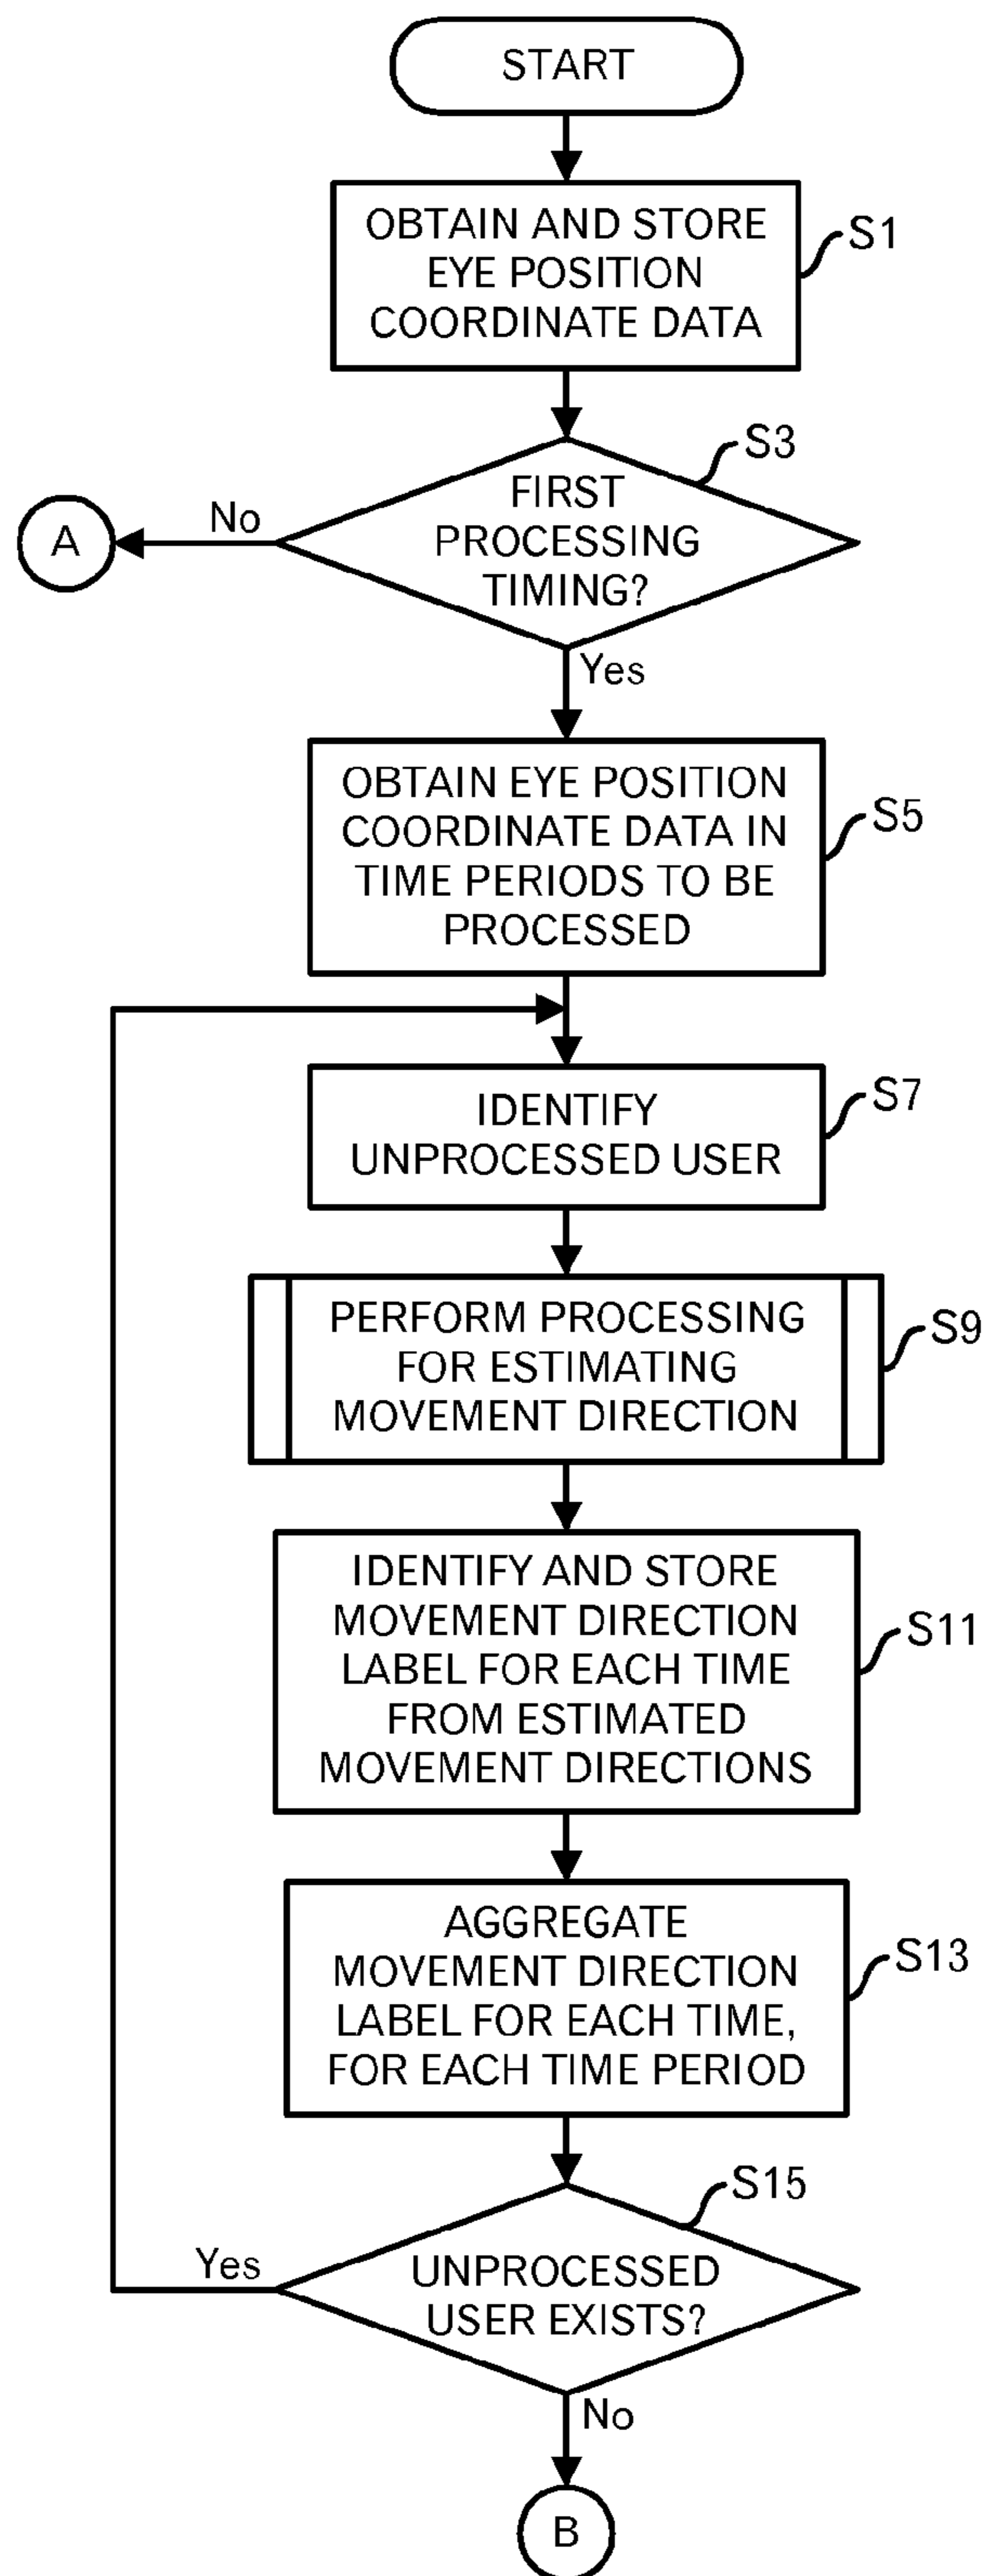 START
OBTAIN AND STORE
EYE POSITION
COORDINATE DATA
S1
FIRST
PROCESSING
TIMING?
S3
No
A
Yes
OBTAIN EYE POSITION
COORDINATE DATA IN
TIME PERIODS TO BE
PROCESSED
S5
IDENTIFY
UNPROCESSED USER
S7
PERFORM PROCESSING
FOR ESTIMATING
MOVEMENT DIRECTION
S9
IDENTIFY AND STORE
MOVEMENT DIRECTION
LABEL FOR EACH TIME
FROM ESTIMATED
MOVEMENT DIRECTIONS
S11
AGGREGATE
MOVEMENT DIRECTION
LABEL FOR EACH TIME,
FOR EACH TIME PERIOD
S13
UNPROCESSED
USER EXISTS?
S15
Yes
No
B